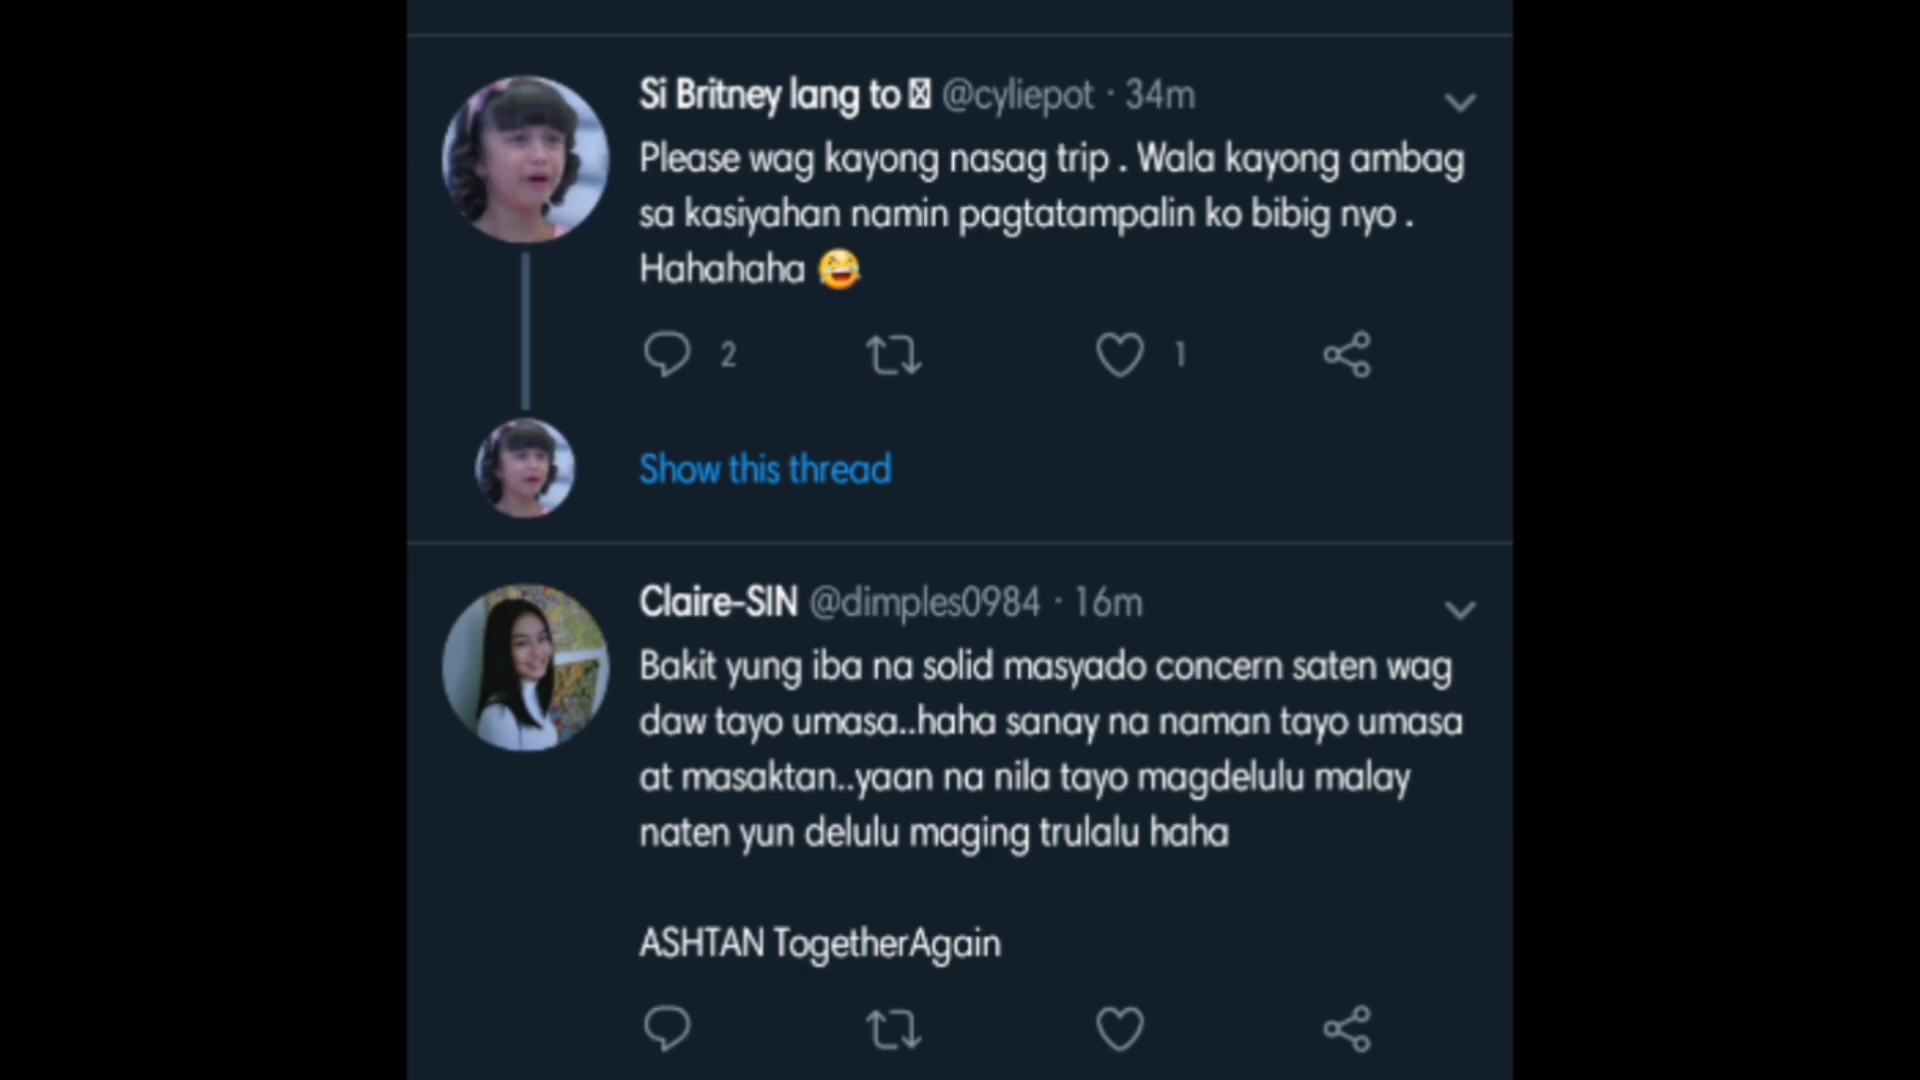 Si Britney lang to @cyliepot · 34m
Please wag kayong nasag trip . Wala kayong ambag
sa kasiyahan namin pagtatampalin ko bibig nyo .
Hahahaha 😂
2 1
Show this thread
Claire-SIN @dimples0984 · 16m
Bakit yung iba na solid masyado concern saten wag
daw tayo umasa..haha sanay na naman tayo umasa
at masaktan..yaan na nila tayo magdelulu malay
naten yun delulu maging trulalu haha
ASHTAN TogetherAgain